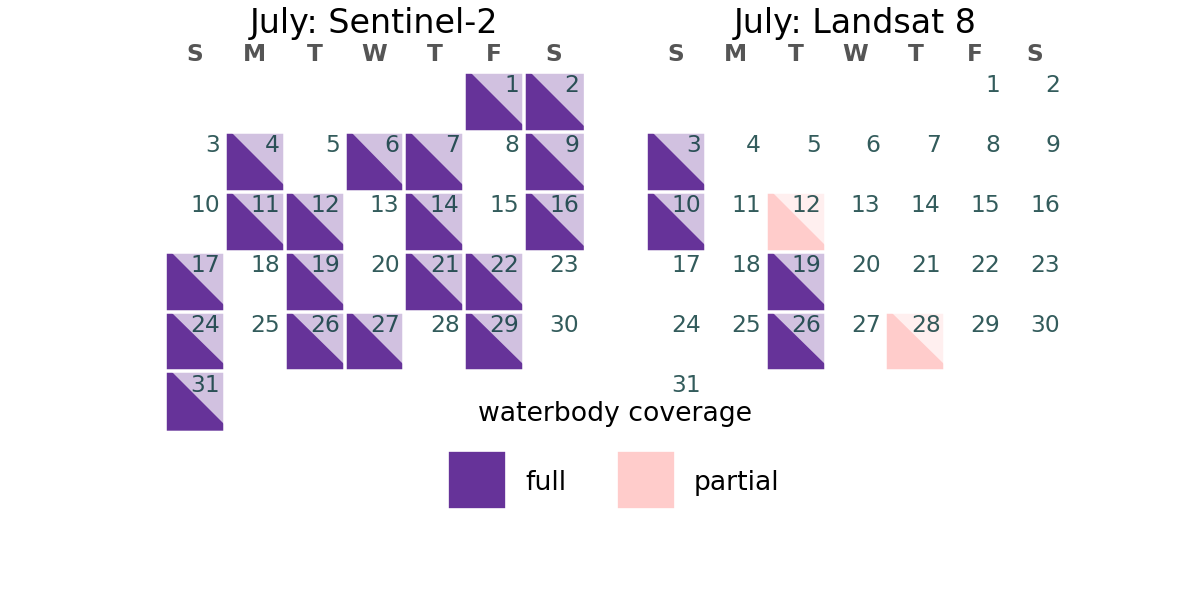 July: Sentinel-2
S M T W T F S
1 2
3 4 5 6 7 8 9
10 11 12 13 14 15 16
17 18 19 20 21 22 23
24 25 26 27 28 29 30
31
July: Landsat 8
S M T W T F S
1 2
3 4 5 6 7 8 9
10 11 12 13 14 15 16
17 18 19 20 21 22 23
24 25 26 27 28 29 30
31
waterbody coverage
full partial